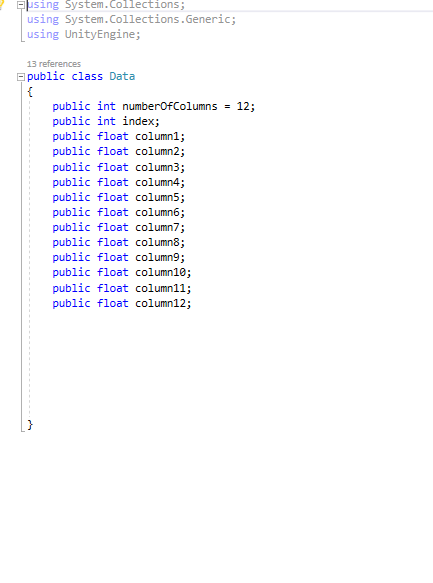 using System.Collections;
using System.Collections.Generic;
using UnityEngine;
13 references
public class Data
{
public int numberOfColumns = 12;
public int index;
public float column1;
public float column2;
public float column3;
public float column4;
public float column5;
public float column6;
public float column7;
public float column8;
public float column9;
public float column10;
public float column11;
public float column12;
}